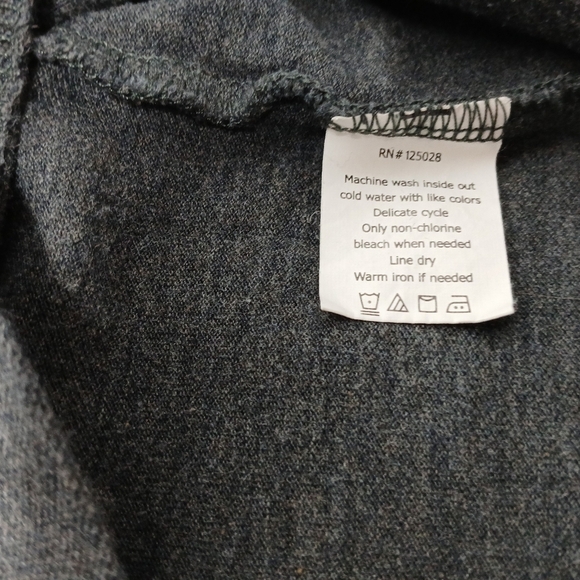 RN# 125028
Machine wash inside out
cold water with like colors
Delicate cycle
Only non-chlorine
bleach when needed
Line dry
Warm iron if needed